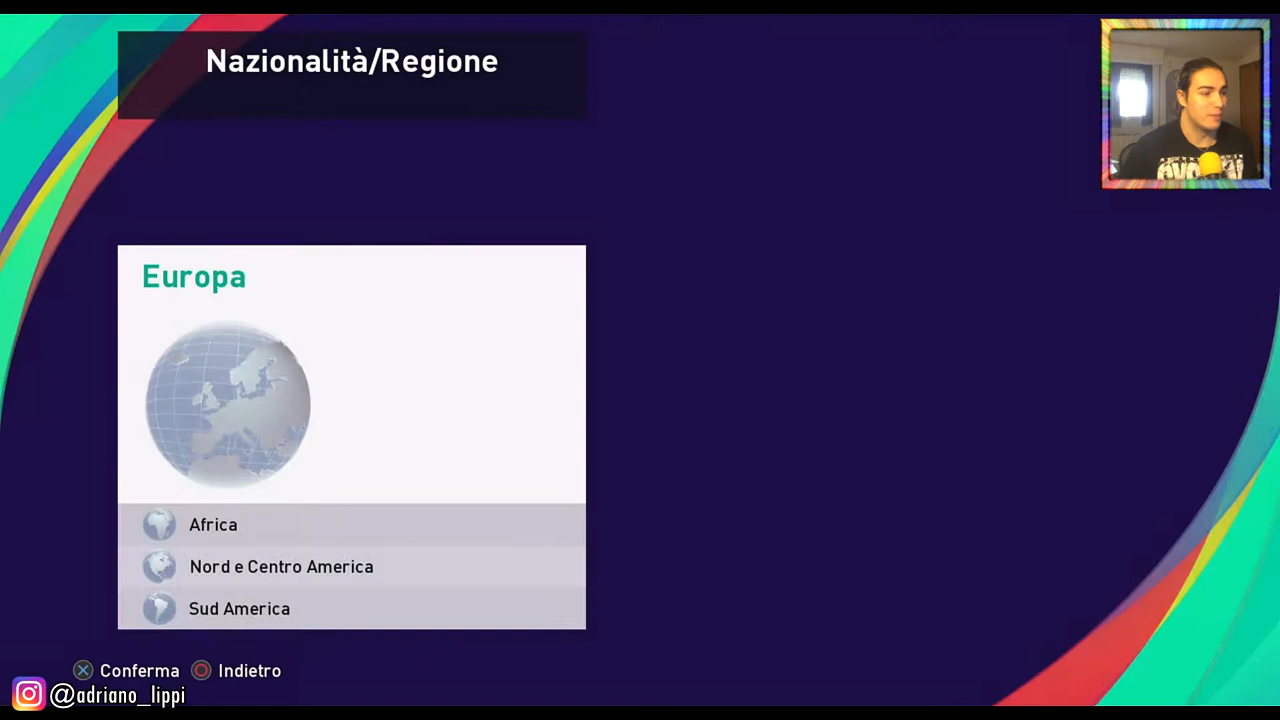 Nazionalità/Regione
Europa
Africa
Nord e Centro America
Sud America
Conferma Indietro
@adriano_lippi